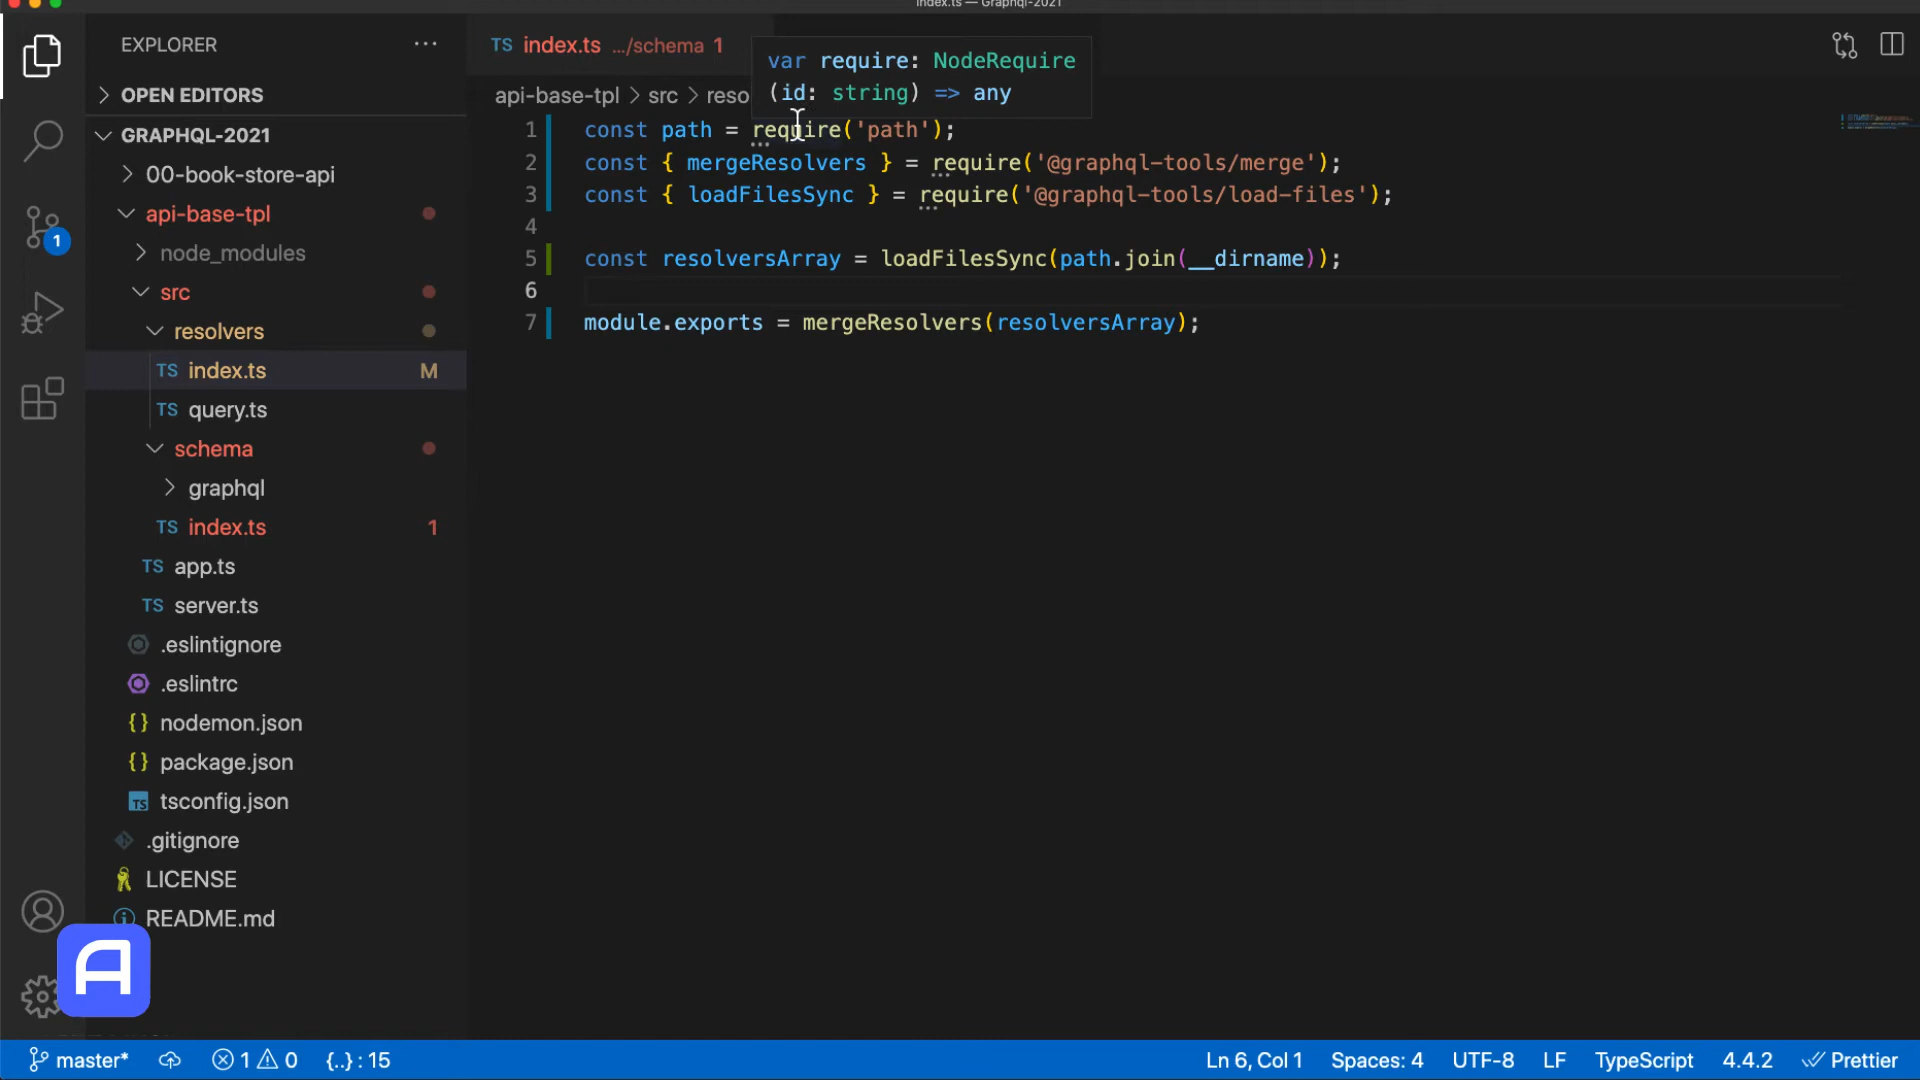 index.ts — Graphql-2021
EXPLORER
OPEN EDITORS
GRAPHQL-2021
00-book-store-api
api-base-tpl
node_modules
src
resolvers
TS index.ts M
TS query.ts
schema
graphql
TS index.ts 1
TS app.ts
TS server.ts
.eslintignore
.eslintrc
{} nodemon.json
{} package.json
TS tsconfig.json
.gitignore
LICENSE
README.md
1
A
TS index.ts .../schema 1
var require: NodeRequire
(id: string) => any
api-base-tpl > src > reso
1 const path = require('path');
2 const { mergeResolvers } = require('@graphql-tools/merge');
3 const { loadFilesSync } = require('@graphql-tools/load-files');
4
5 const resolversArray = loadFilesSync(path.join(__dirname));
6
7 module.exports = mergeResolvers(resolversArray);
master* 1 0 {..} : 15 Ln 6, Col 1 Spaces: 4 UTF-8 LF TypeScript 4.4.2 Prettier